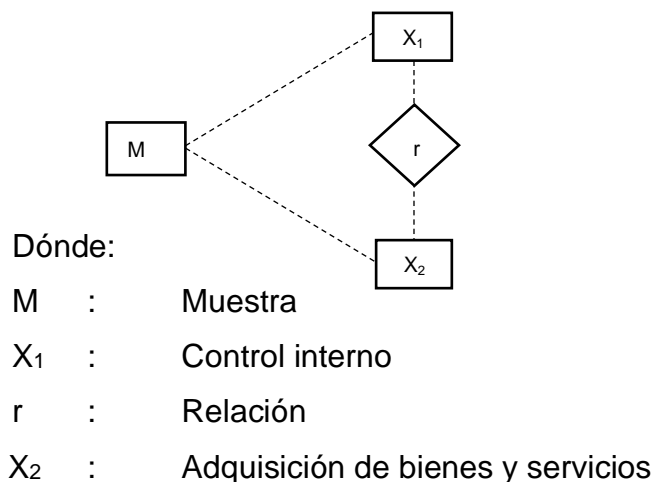 X₁
M
r
X₂
Dónde:
M : Muestra
X₁ : Control interno
r : Relación
X₂ : Adquisición de bienes y servicios